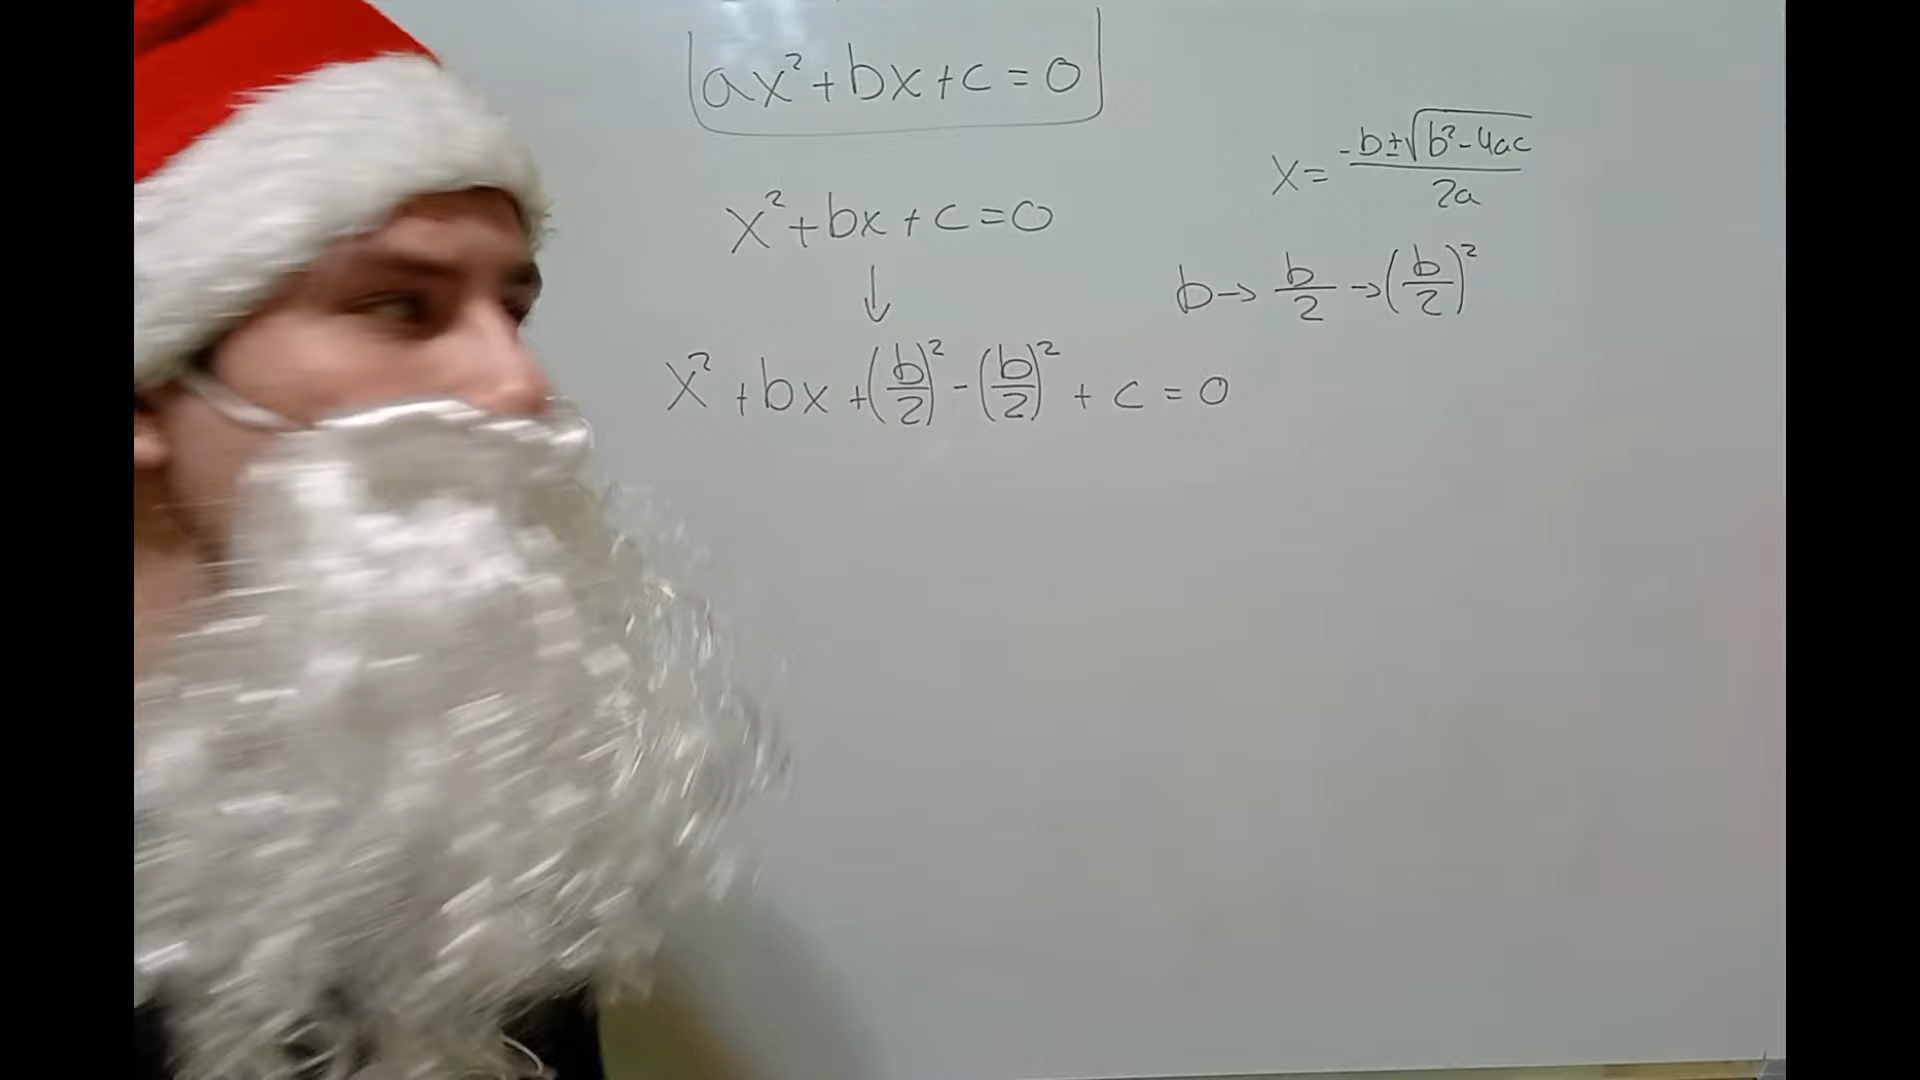 ax² + bx + c = 0
x = (-b ± √(b² - 4ac)) / 2a
x² + bx + c = 0
↓
b → b/2 → (b/2)²
x² + bx + (b/2)² - (b/2)² + c = 0